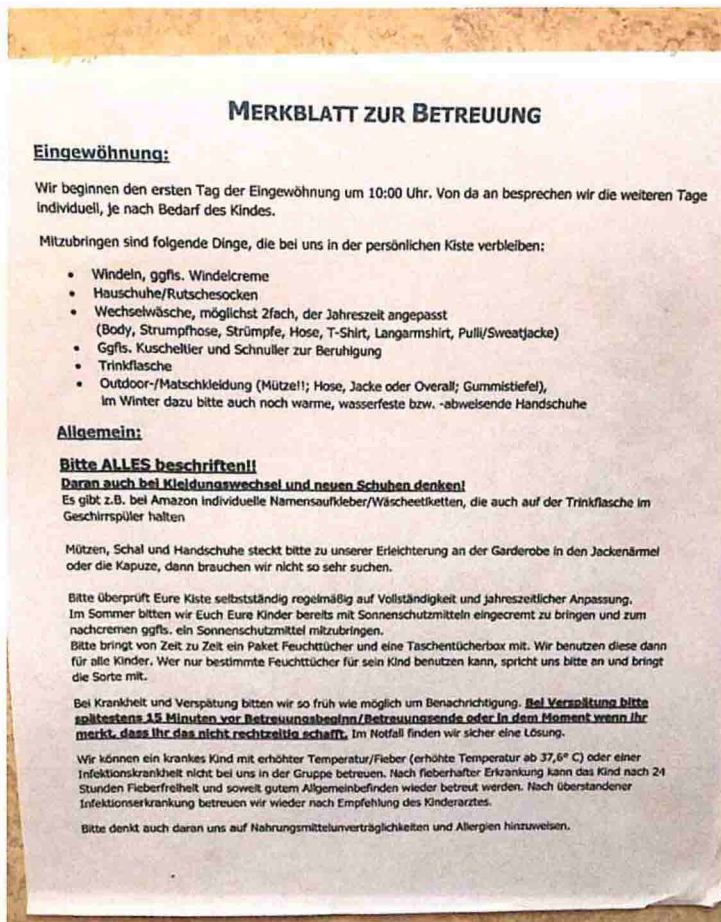 MERKBLATT ZUR BETREUUNG
Eingewöhnung:
Wir beginnen den ersten Tag der Eingewöhnung um 10:00 Uhr. Von da an besprechen wir die weiteren Tage
individuell, je nach Bedarf des Kindes.
Mitzubringen sind folgende Dinge, die bei uns in der persönlichen Kiste verbleiben:
• Windeln, ggfls. Windelcreme
• Hauschuhe/Rutschesocken
• Wechselwäsche, möglichst 2fach, der Jahreszeit angepasst
(Body, Strumpfhose, Strümpfe, Hose, T-Shirt, Langarmshirt, Pulli/Sweatjacke)
• Ggfls. Kuscheltier und Schnuller zur Beruhigung
• Trinkflasche
• Outdoor-/Matschkleidung (Mütze!!; Hose, Jacke oder Overall; Gummistiefel),
im Winter dazu bitte auch noch warme, wasserfeste bzw. -abweisende Handschuhe
Allgemein:
Bitte ALLES beschriften!!
Daran auch bei Kleidungswechsel und neuen Schuhen denken!
Es gibt z.B. bei Amazon individuelle Namensaufkleber/Wäscheetiketten, die auch auf der Trinkflasche im
Geschirrspüler halten
Mützen, Schal und Handschuhe steckt bitte zu unserer Erleichterung an der Garderobe in den Jackenärmel
oder die Kapuze, dann brauchen wir nicht so sehr suchen.
Bitte überprüft Eure Kiste selbstständig regelmäßig auf Vollständigkeit und jahreszeitlicher Anpassung.
Im Sommer bitten wir Euch Eure Kinder bereits mit Sonnenschutzmitteln eingecremt zu bringen und zum
nachcremen ggfls. ein Sonnenschutzmittel mitzubringen.
Bitte bringt von Zeit zu Zeit ein Paket Feuchttücher und eine Taschentücherbox mit. Wir benutzen diese dann
für alle Kinder. Wer nur bestimmte Feuchttücher für sein Kind benutzen kann, spricht uns bitte an und bringt
die Sorte mit.
Bei Krankheit und Verspätung bitten wir so früh wie möglich um Benachrichtigung. Bei Verspätung bitte
spätestens 15 Minuten vor Betreuungsbeginn/Betreuungsende oder in dem Moment wenn ihr
merkt, dass ihr das nicht rechtzeitig schafft. Im Notfall finden wir sicher eine Lösung.
Wir können ein krankes Kind mit erhöhter Temperatur/Fieber (erhöhte Temperatur ab 37,6° C) oder einer
Infektionskrankheit nicht bei uns in der Gruppe betreuen. Nach fieberhafter Erkrankung kann das Kind nach 24
Stunden Fieberfreiheit und soweit gutem Allgemeinbefinden wieder betreut werden. Nach überstandener
Infektionserkrankung betreuen wir wieder nach Empfehlung des Kinderarztes.
Bitte denkt auch daran uns auf Nahrungsmittelunverträglichkeiten und Allergien hinzuweisen.